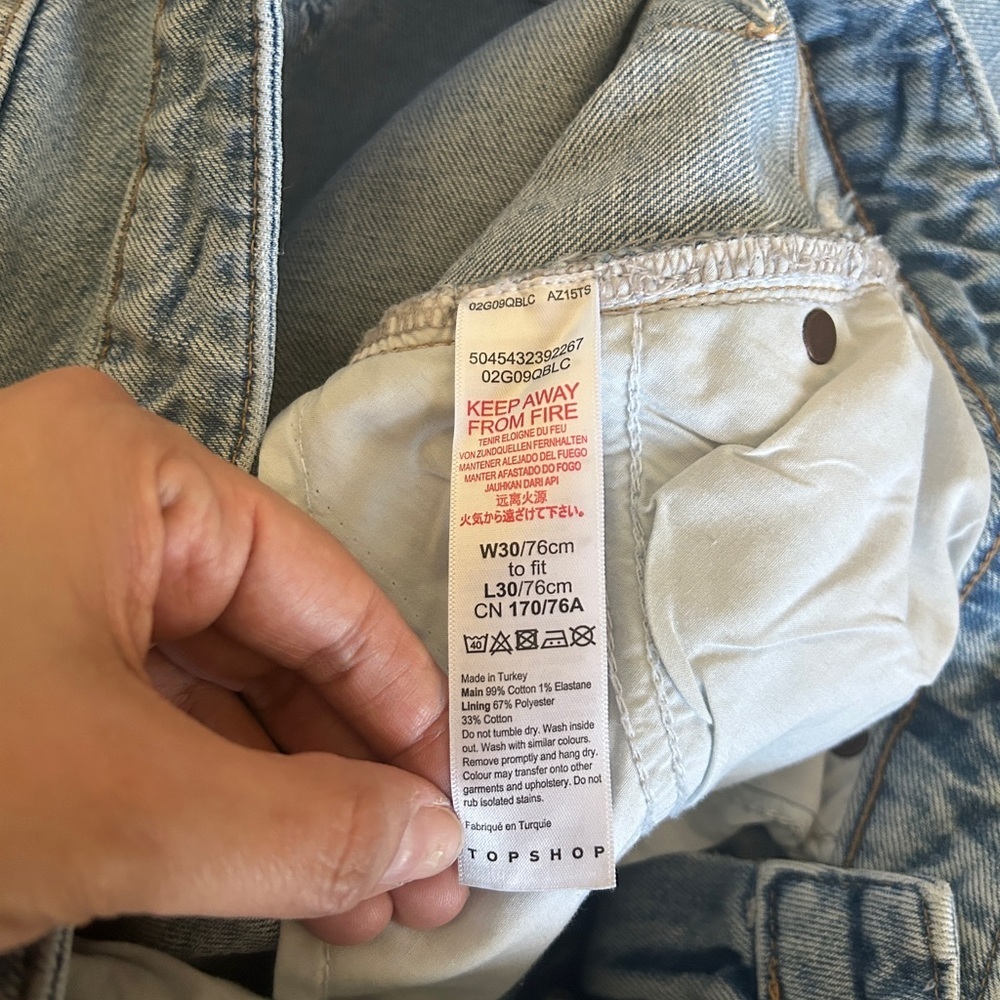 02G09QBLC AZ15TS
5045432392267
02G09QBLC
KEEP AWAY
FROM FIRE
TENIR ELOIGNE DU FEU
VON ZUNDQUELLEN FERNHALTEN
MANTENER ALEJADO DEL FUEGO
MANTER AFASTADO DO FOGO
JAUHKAN DARI API
远离火源
火気から遠ざけて下さい。
W30/76cm
to fit
L30/76cm
CN 170/76A
40
Made in Turkey
Main 99% Cotton 1% Elastane
Lining 67% Polyester
33% Cotton
Do not tumble dry. Wash inside
out. Wash with similar colours.
Remove promptly and hang dry.
Colour may transfer onto other
garments and upholstery. Do not
rub isolated stains.
Fabriqué en Turquie
TOPSHOP